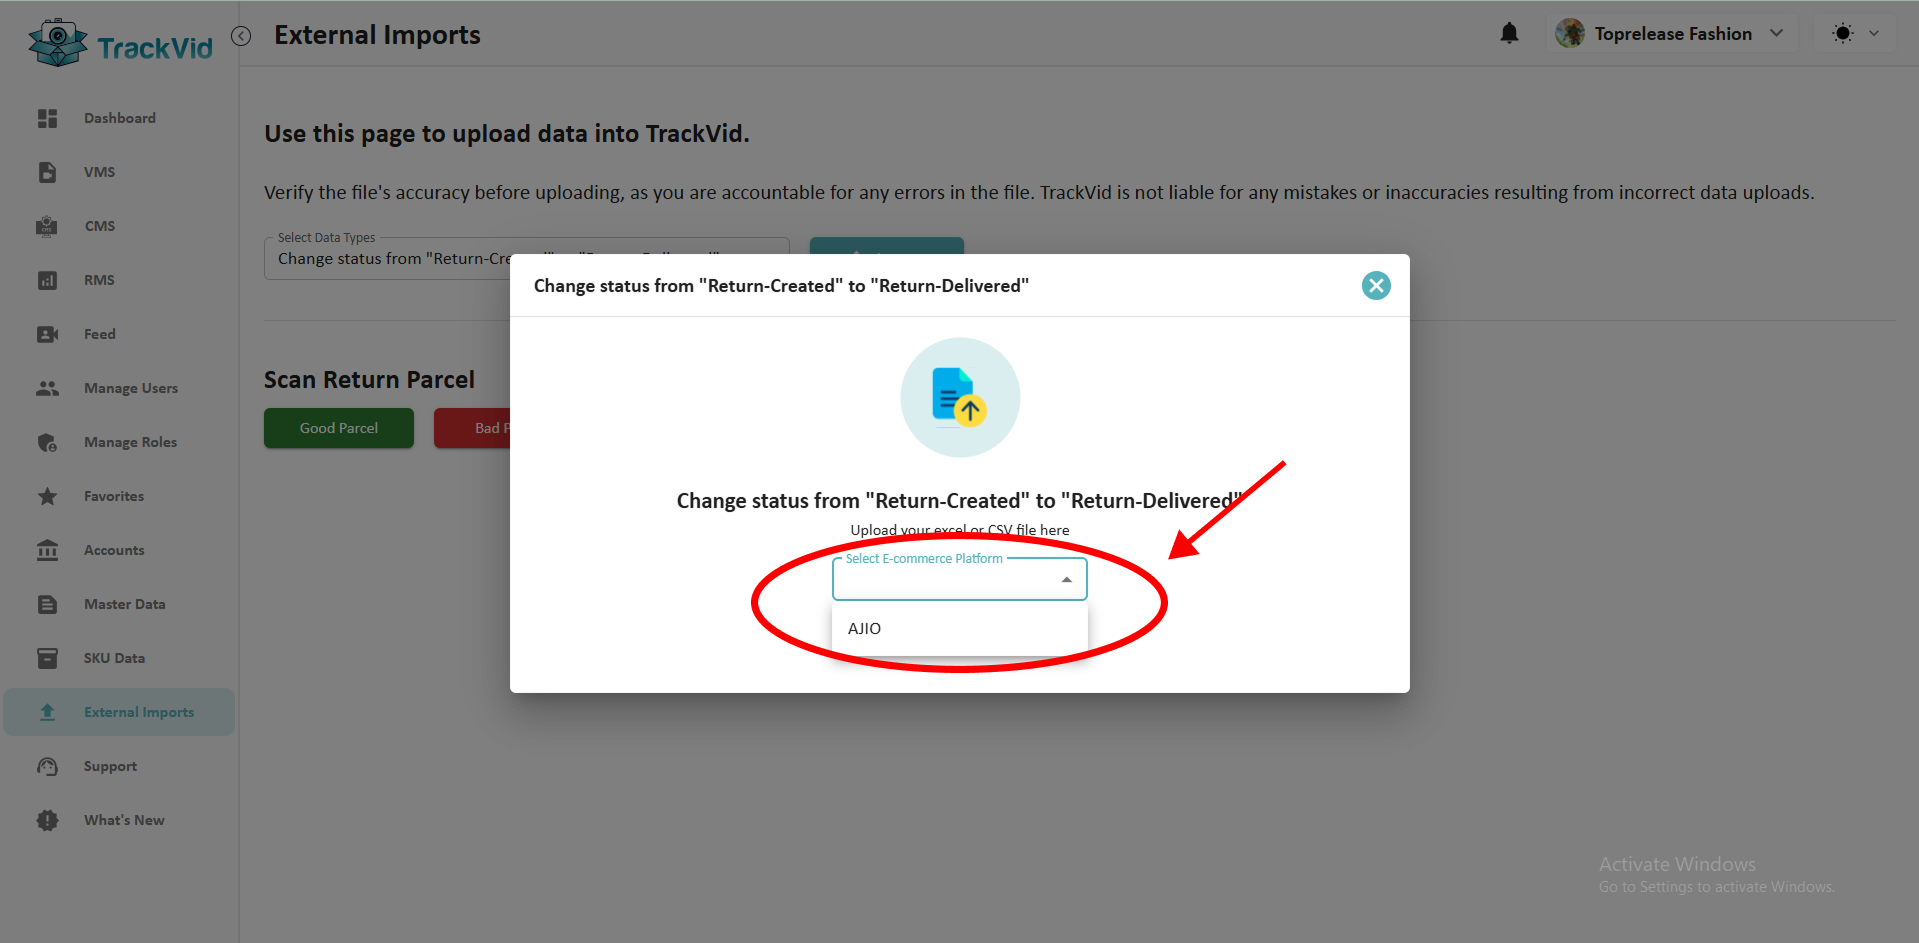 TrackVid
External Imports
Toprelease Fashion
Dashboard
VMS
CMS
RMS
Feed
Manage Users
Manage Roles
Favorites
Accounts
Master Data
SKU Data
External Imports
Support
What's New
Use this page to upload data into TrackVid.
Verify the file's accuracy before uploading, as you are accountable for any errors in the file. TrackVid is not liable for any mistakes or inaccuracies resulting from incorrect data uploads.
Select Data Types
Change status from "Return-Cre
Scan Return Parcel
Good Parcel
Bad P
Change status from "Return-Created" to "Return-Delivered"
Change status from "Return-Created" to "Return-Delivered"
Upload your excel or CSV file here
Select E-commerce Platform
AJIO
Activate Windows
Go to Settings to activate Windows.